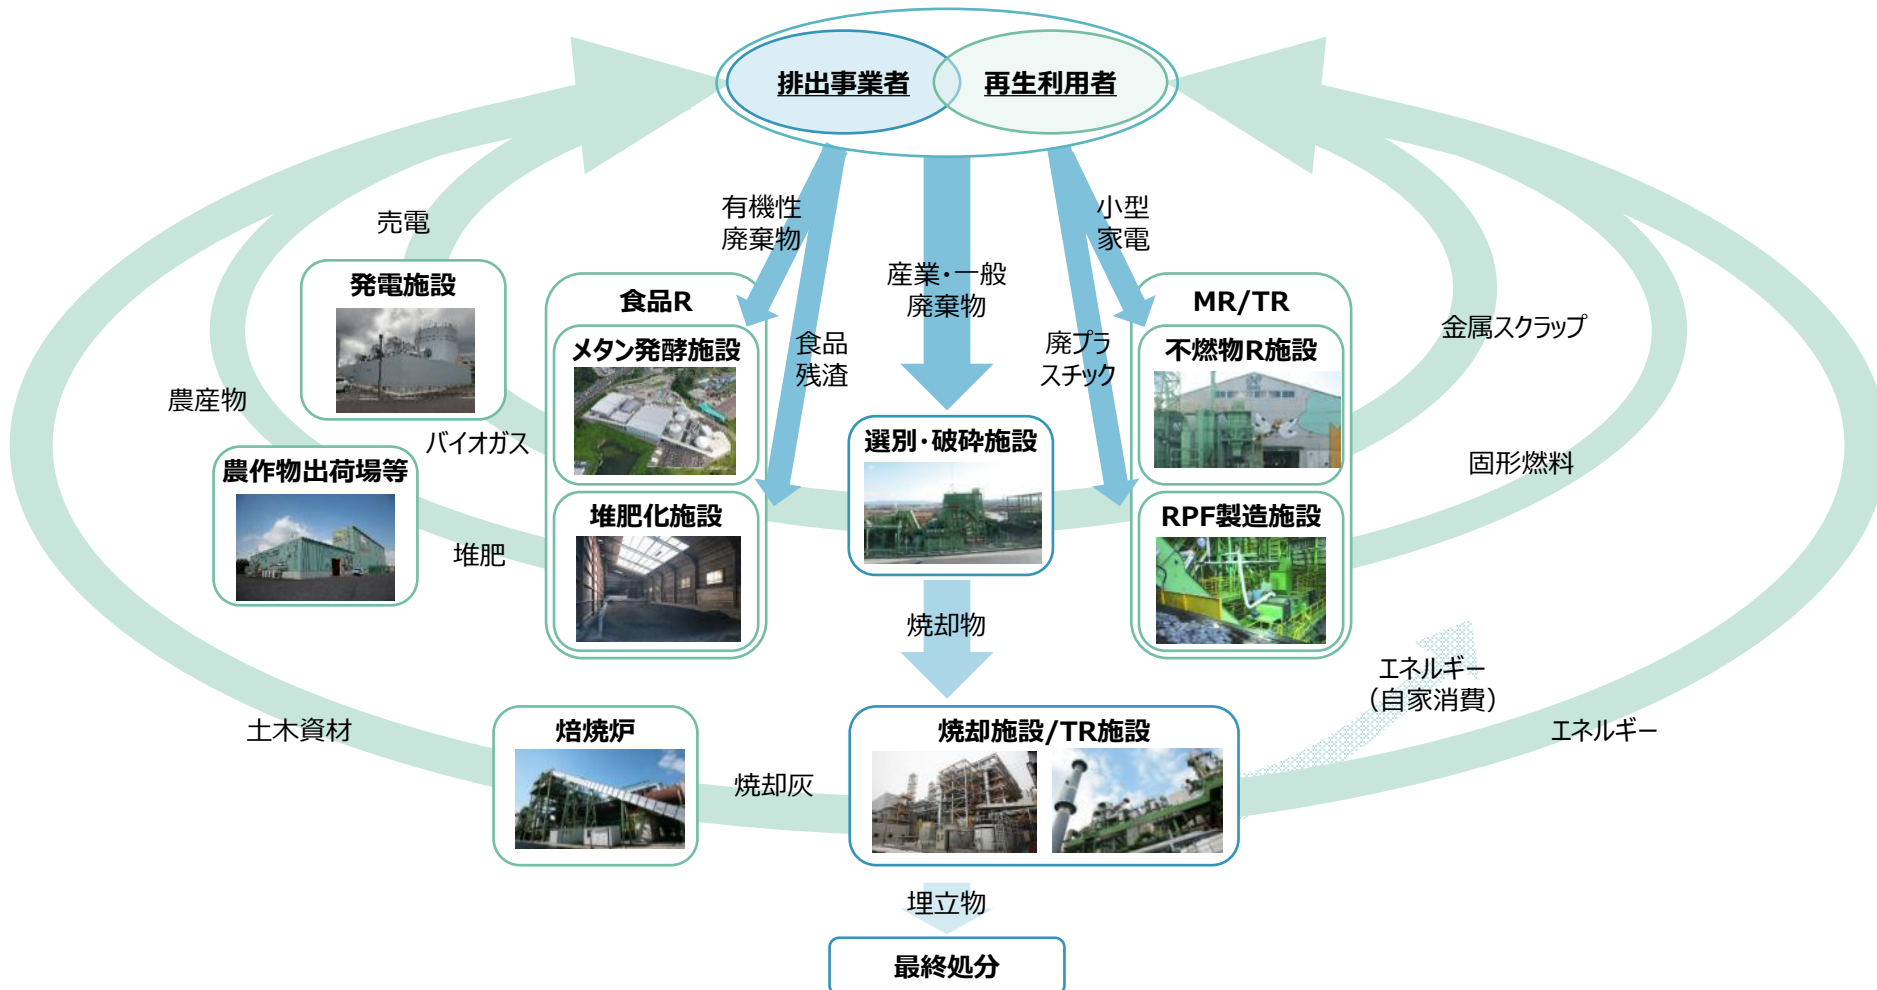 排出事業者
再生利用者
売電
有機性
廃棄物
産業・一般
廃棄物
小型
家電
発電施設
食品R
メタン発酵施設
食品
残渣
廃プラ
スチック
MR/TR
不燃物R施設
金属スクラップ
農産物
バイオガス
選別・破砕施設
固形燃料
農作物出荷場等
堆肥化施設
RPF製造施設
堆肥
焼却物
エネルギー
（自家消費）
土木資材
焙焼炉
焼却施設/TR施設
エネルギー
焼却灰
埋立物
最終処分